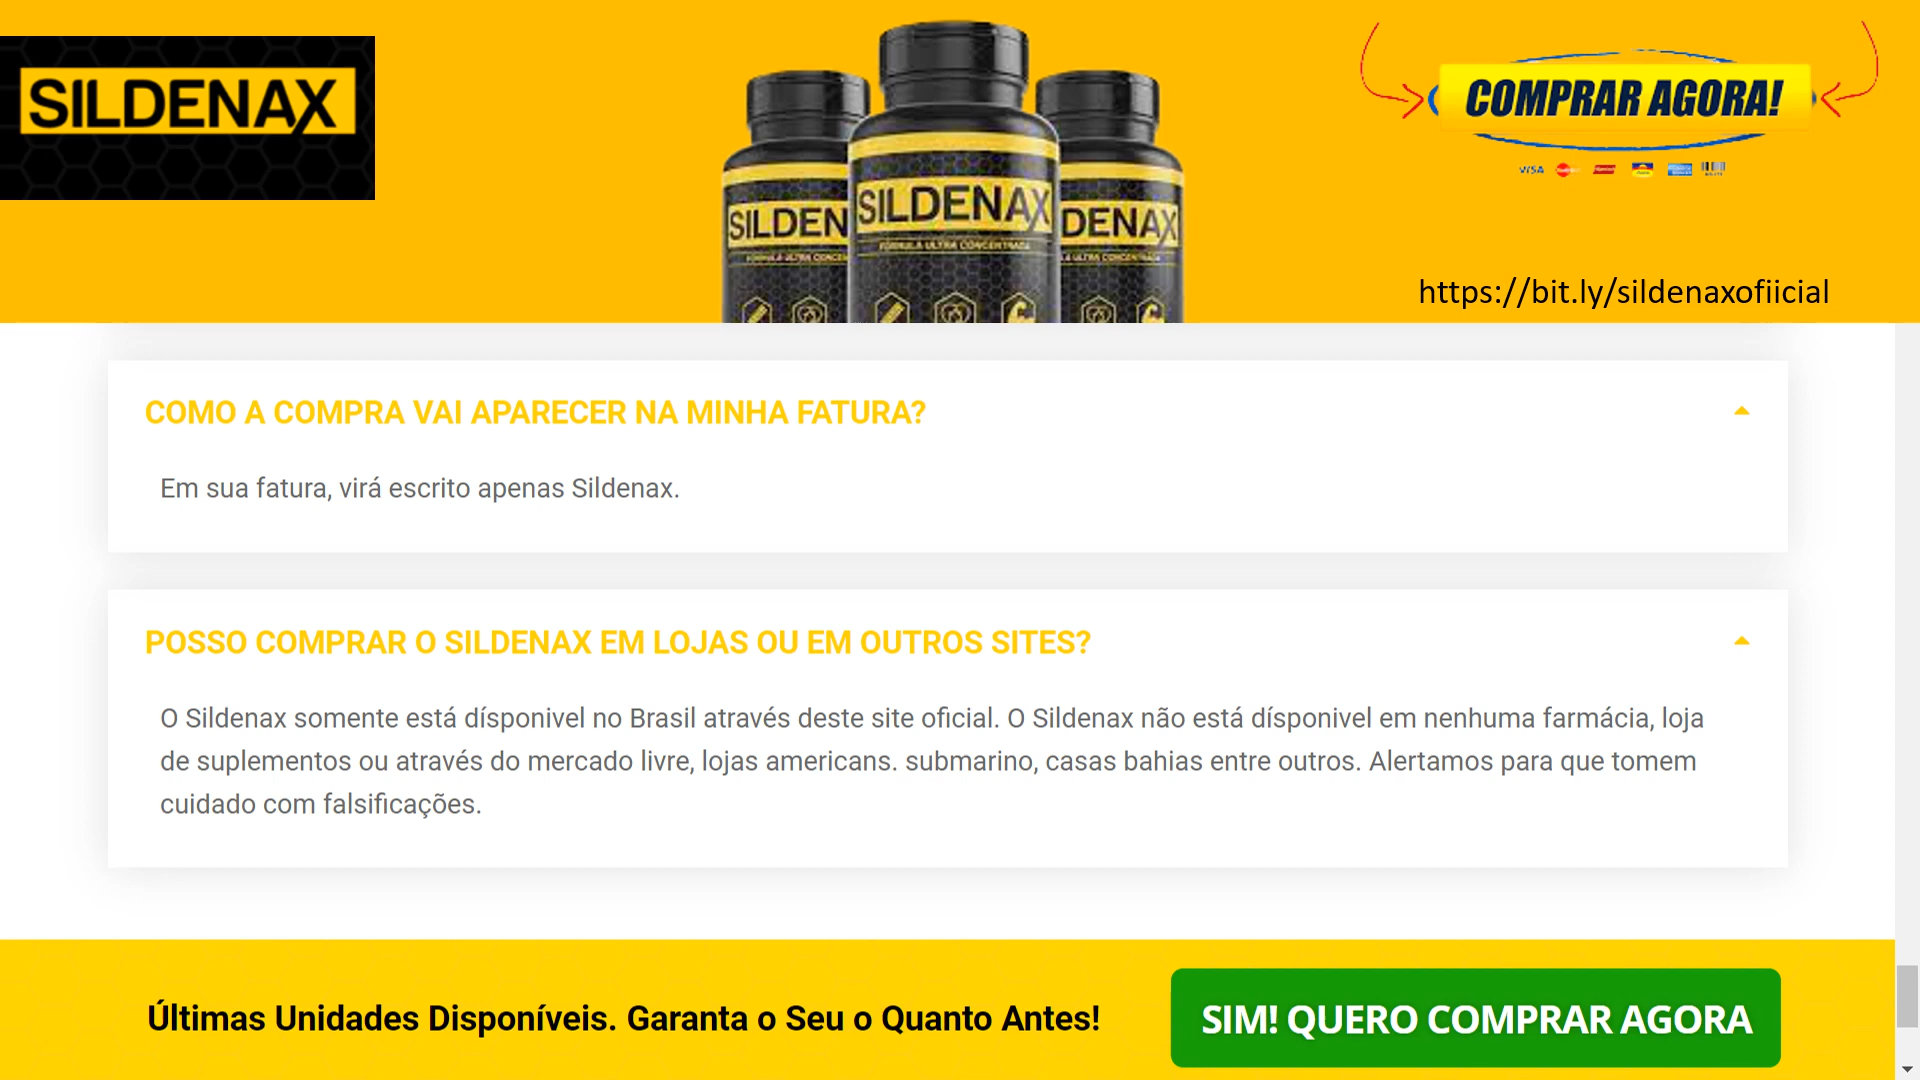 SILDENAX
SILDEN
SILDENAX
DENAX
FÓRMULA ULTRA CONCENTRADA
COMPRAR AGORA!
VISA
https://bit.ly/sildenaxofiicial
COMO A COMPRA VAI APARECER NA MINHA FATURA?
Em sua fatura, virá escrito apenas Sildenax.
POSSO COMPRAR O SILDENAX EM LOJAS OU EM OUTROS SITES?
O Sildenax somente está dísponivel no Brasil através deste site oficial. O Sildenax não está dísponivel em nenhuma farmácia, loja
de suplementos ou através do mercado livre, lojas americans. submarino, casas bahias entre outros. Alertamos para que tomem
cuidado com falsificações.
Últimas Unidades Disponíveis. Garanta o Seu o Quanto Antes!
SIM! QUERO COMPRAR AGORA